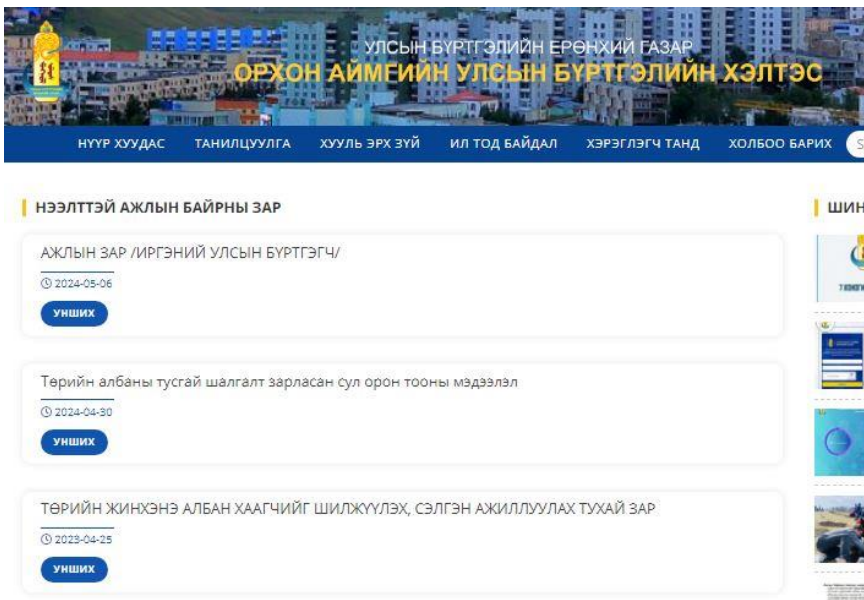 УЛСЫН БҮРТГЭЛИЙН ЕРӨНХИЙ ГАЗАР
ОРХОН АЙМГИЙН УЛСЫН БҮРТГЭЛИЙН ХЭЛТЭС
НҮҮР ХУУДАС ТАНИЛЦУУЛГА ХУУЛЬ ЭРХ ЗҮЙ ИЛ ТОД БАЙДАЛ ХЭРЭГЛЭГЧ ТАНД ХОЛБОО БАРИХ S
НЭЭЛТТЭЙ АЖЛЫН БАЙРНЫ ЗАР
АЖЛЫН ЗАР /ИРГЭНИЙ УЛСЫН БҮРТГЭГЧ/
2024-05-06
УНШИХ
Төрийн албаны тусгай шалгалт зарласан сул орон тооны мэдээлэл
2024-04-30
УНШИХ
ТӨРИЙН ЖИНХЭНЭ АЛБАН ХААГЧИЙГ ШИЛЖҮҮЛЭХ, СЭЛГЭН АЖИЛЛУУЛАХ ТУХАЙ ЗАР
2023-04-25
УНШИХ
ШИН